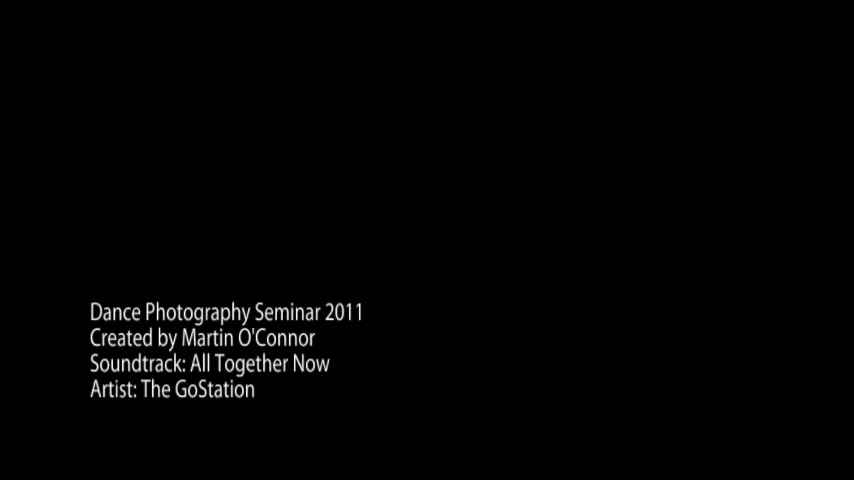 Dance Photography Seminar 2011
Created by Martin O'Connor
Soundtrack: All Together Now
Artist: The GoStation